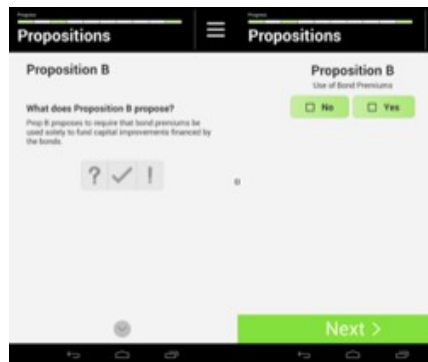 Progress
Propositions
Proposition B
What does Proposition B propose?
Prop B proposes to require that bond premiums be
used solely to fund capital improvements financed by
the bonds.
? ✓ !
Progress
Propositions
Proposition B
Use of Bond Premiums
No Yes
Next >